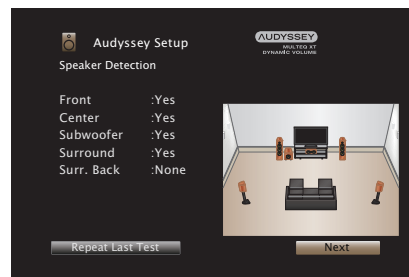 Audyssey Setup
AUDYSSEY
MULTEQ XT
DYNAMIC VOLUME
Speaker Detection
Front :Yes
Center :Yes
Subwoofer :Yes
Surround :Yes
Surr. Back :None
Repeat Last Test
Next